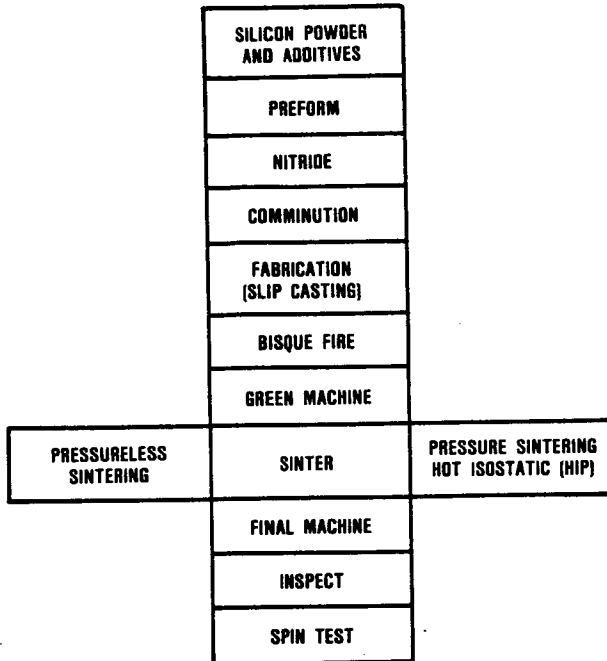 SILICON POWDER
AND ADDITIVES
PREFORM
NITRIDE
COMMINUTION
FABRICATION
(SLIP CASTING)
BISQUE FIRE
GREEN MACHINE
PRESSURELESS
SINTERING
SINTER
PRESSURE SINTERING
HOT ISOSTATIC (HIP)
FINAL MACHINE
INSPECT
SPIN TEST